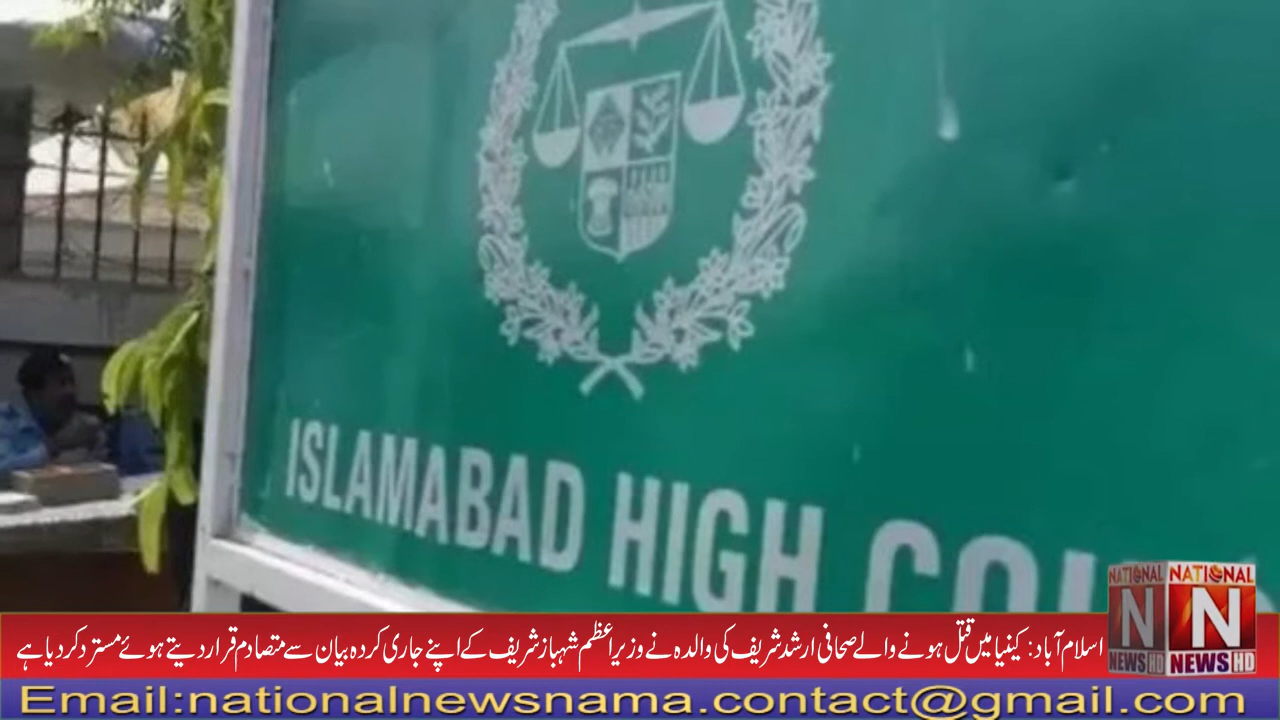 ISLAMABAD HIGH COU
NATIONAL NATIONAL
N N
NEWS HD NEWS HD
اسلام آباد: کینیا میں قتل ہونے والے صحافی ارشد شریف کی والدہ نے وزیراعظم شہباز شریف کے اپنے جاری کردہ بیان سے متصادم قرار دیتے ہوئے مسترد کر دیا ہے
Email:nationalnewsnama.contact@gmail.com